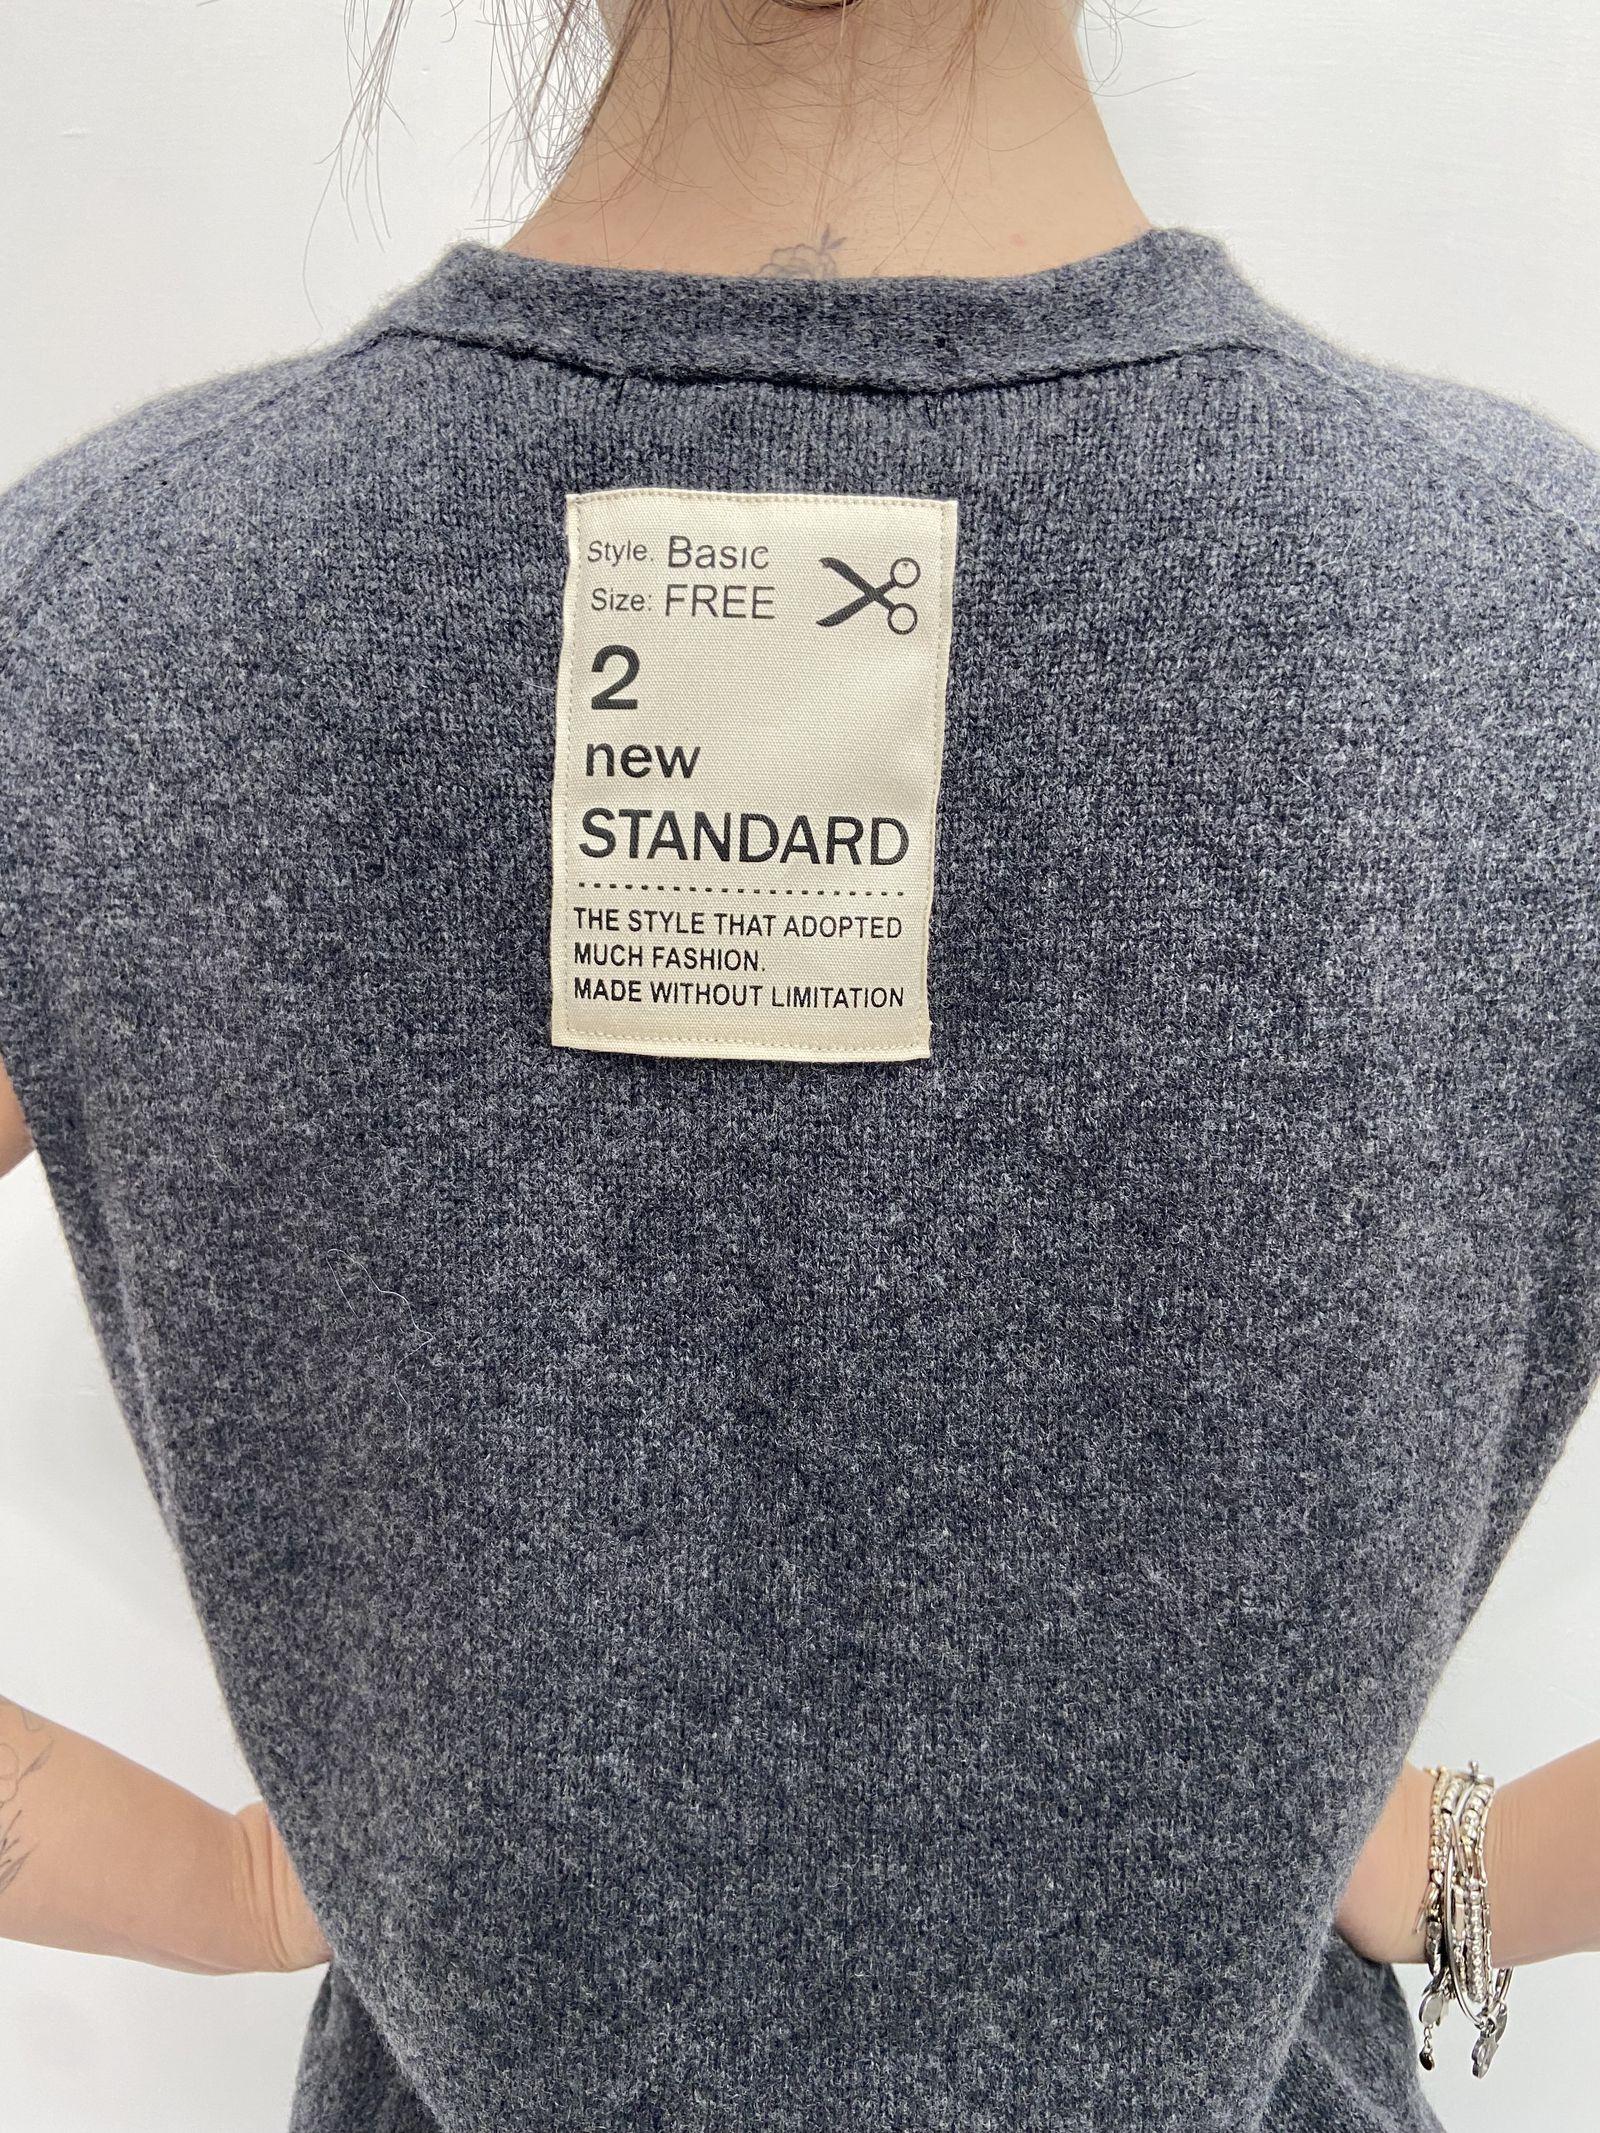 Style. Basic
Size: FREE
2
new
STANDARD
THE STYLE THAT ADOPTED
MUCH FASHION.
MADE WITHOUT LIMITATION